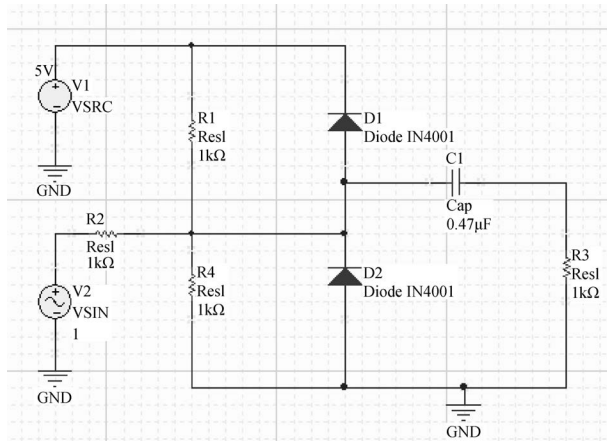 5V
V1
VSRC
GND
R1
Resl
1kΩ
D1
Diode IN4001
C1
Cap
0.47μF
R2
Resl
1kΩ
R4
Resl
1kΩ
D2
Diode IN4001
R3
Resl
1kΩ
V2
VSIN
1
GND
GND